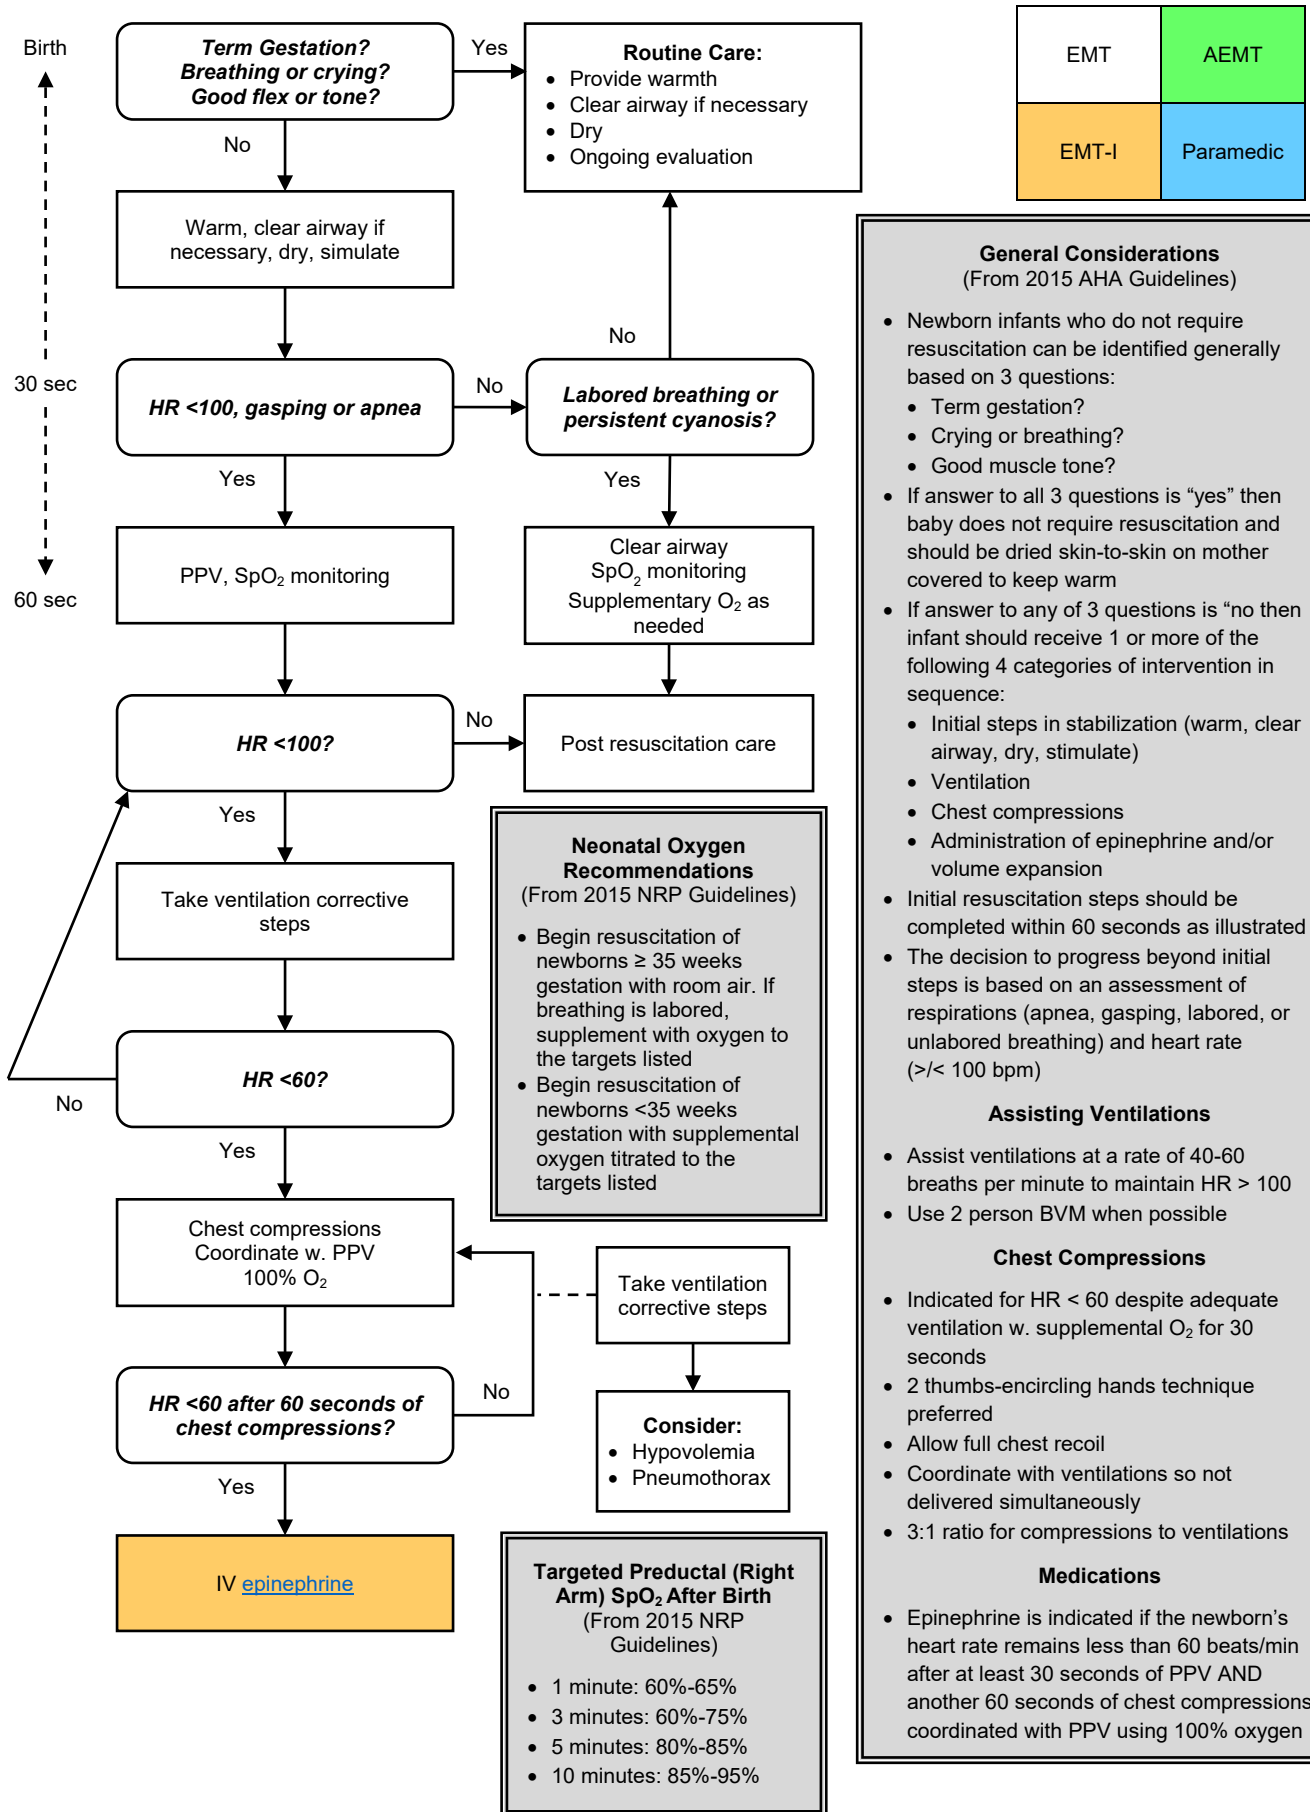 Birth
Term Gestation?
Breathing or crying?
Good flex or tone?
Yes
Routine Care:
• Provide warmth
• Clear airway if necessary
• Dry
• Ongoing evaluation
EMT
AEMT
EMT-I
Paramedic
No
Warm, clear airway if
necessary, dry, simulate
No
30 sec
HR <100, gasping or apnea
No
Labored breathing or
persistent cyanosis?
Yes
Yes
60 sec
PPV, SpO₂ monitoring
Clear airway
SpO₂ monitoring
Supplementary O₂ as
needed
HR <100?
No
Post resuscitation care
Yes
Take ventilation corrective
steps
HR <60?
No
Yes
Chest compressions
Coordinate w. PPV
100% O₂
Take ventilation
corrective steps
HR <60 after 60 seconds of
chest compressions?
No
Consider:
• Hypovolemia
• Pneumothorax
Yes
IV epinephrine
Neonatal Oxygen
Recommendations
(From 2015 NRP Guidelines)
• Begin resuscitation of
newborns ≥ 35 weeks
gestation with room air. If
breathing is labored,
supplement with oxygen to
the targets listed
• Begin resuscitation of
newborns <35 weeks
gestation with supplemental
oxygen titrated to the
targets listed
Targeted Preductal (Right
Arm) SpO₂ After Birth
(From 2015 NRP
Guidelines)
• 1 minute: 60%-65%
• 3 minutes: 60%-75%
• 5 minutes: 80%-85%
• 10 minutes: 85%-95%
General Considerations
(From 2015 AHA Guidelines)
• Newborn infants who do not require
resuscitation can be identified generally
based on 3 questions:
• Term gestation?
• Crying or breathing?
• Good muscle tone?
• If answer to all 3 questions is “yes” then
baby does not require resuscitation and
should be dried skin-to-skin on mother
covered to keep warm
• If answer to any of 3 questions is “no then
infant should receive 1 or more of the
following 4 categories of intervention in
sequence:
• Initial steps in stabilization (warm, clear
airway, dry, stimulate)
• Ventilation
• Chest compressions
• Administration of epinephrine and/or
volume expansion
• Initial resuscitation steps should be
completed within 60 seconds as illustrated
• The decision to progress beyond initial
steps is based on an assessment of
respirations (apnea, gasping, labored, or
unlabored breathing) and heart rate
(>/< 100 bpm)
Assisting Ventilations
• Assist ventilations at a rate of 40-60
breaths per minute to maintain HR > 100
• Use 2 person BVM when possible
Chest Compressions
• Indicated for HR < 60 despite adequate
ventilation w. supplemental O₂ for 30
seconds
• 2 thumbs-encircling hands technique
preferred
• Allow full chest recoil
• Coordinate with ventilations so not
delivered simultaneously
• 3:1 ratio for compressions to ventilations
Medications
• Epinephrine is indicated if the newborn’s
heart rate remains less than 60 beats/min
after at least 30 seconds of PPV AND
another 60 seconds of chest compressions
coordinated with PPV using 100% oxygen